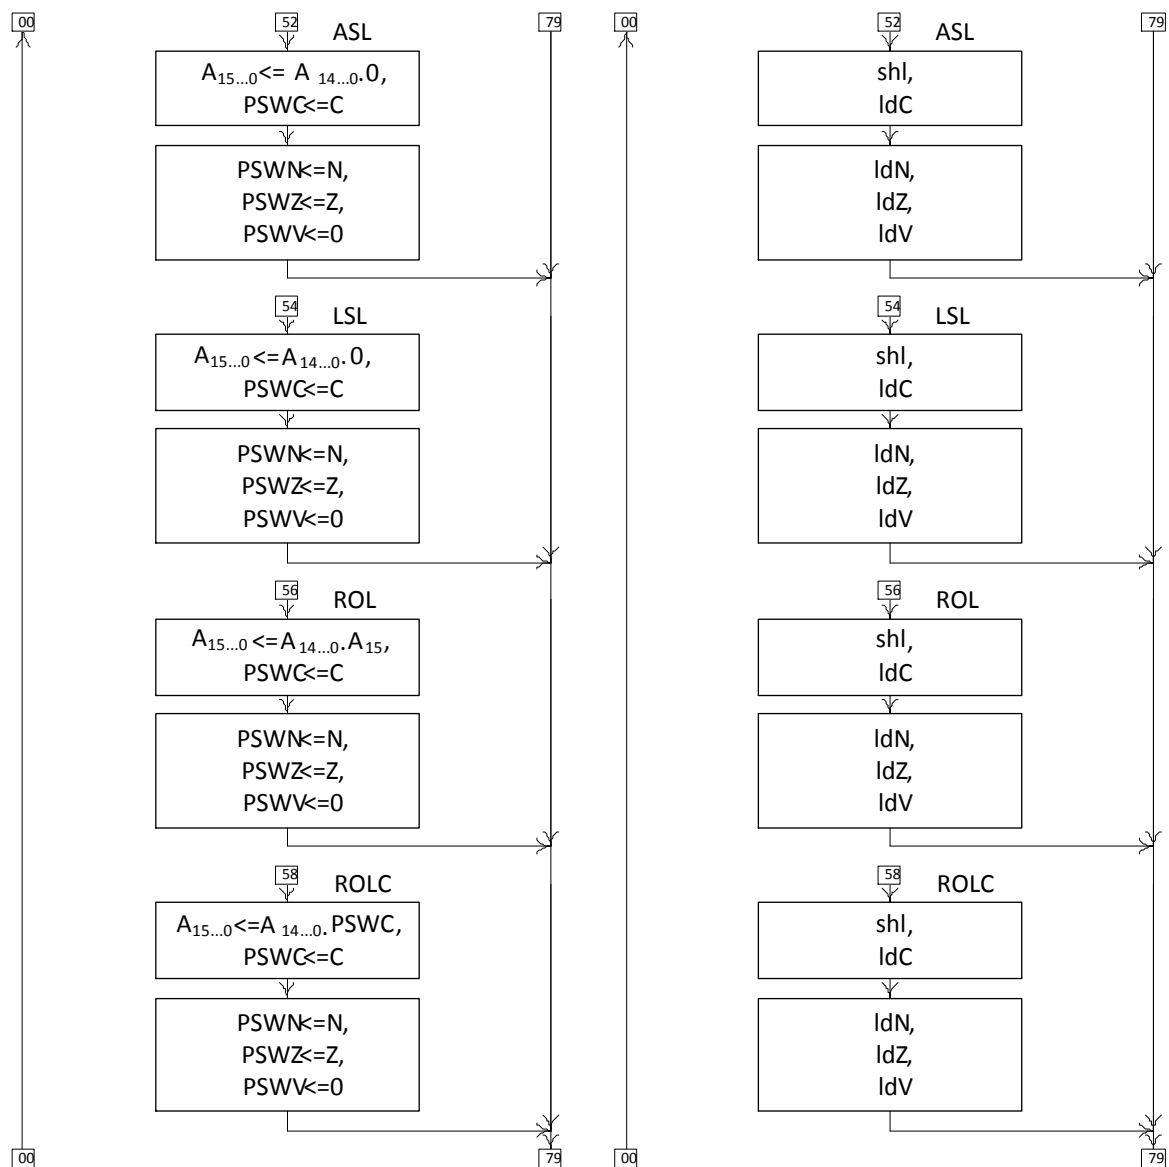 00 52 ASL 79 00 52 ASL 79
A15...0<= A 14...0.0,
PSWC<=C
shl,
ldC
PSWN<=N,
PSWZ<=Z,
PSWV<=0
ldN,
ldZ,
ldV
54 LSL 54 LSL
A15...0<=A14...0.0,
PSWC<=C
shl,
ldC
PSWN<=N,
PSWZ<=Z,
PSWV<=0
ldN,
ldZ,
ldV
56 ROL 56 ROL
A15...0<=A14...0.A15,
PSWC<=C
shl,
ldC
PSWN<=N,
PSWZ<=Z,
PSWV<=0
ldN,
ldZ,
ldV
58 ROLC 58 ROLC
A15...0<=A 14...0.PSWC,
PSWC<=C
shl,
ldC
PSWN<=N,
PSWZ<=Z,
PSWV<=0
ldN,
ldZ,
ldV
00 79 00 79